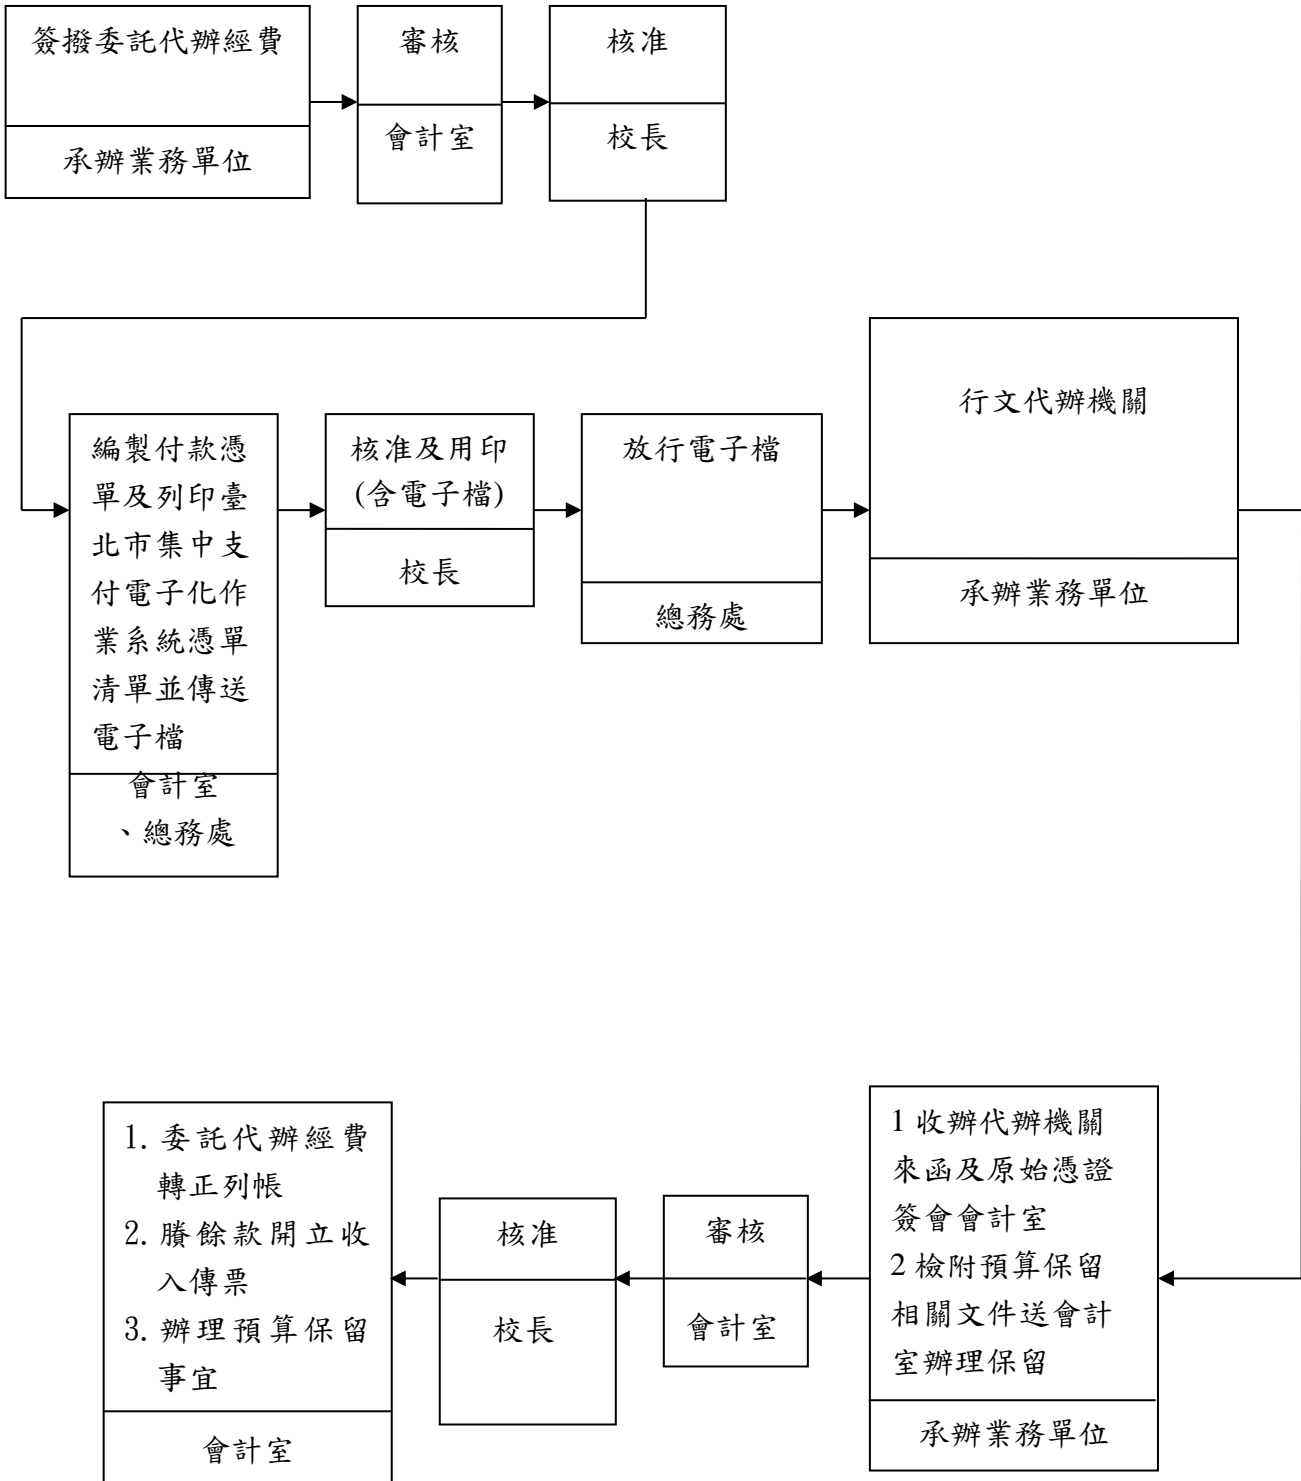 簽撥委託代辦經費
承辦業務單位
審核
會計室
核准
校長
編製付款憑
單及列印臺
北市集中支
付電子化作
業系統憑單
清單並傳送
電子檔
會計室
、總務處
核准及用印
(含電子檔)
校長
放行電子檔
總務處
行文代辦機關
承辦業務單位
1 收辦代辦機關
來函及原始憑證
簽會會計室
2 檢附預算保留
相關文件送會計
室辦理保留
承辦業務單位
審核
會計室
核准
校長
1. 委託代辦經費
轉正列帳
2. 賸餘款開立收
入傳票
3. 辦理預算保留
事宜
會計室